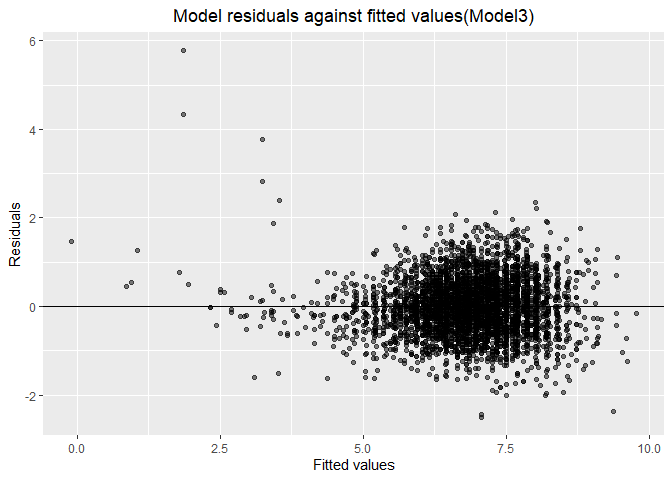 Model residuals against fitted values(Model3)
6
4
2
0
-2
Residuals
0.0 2.5 5.0 7.5 10.0
Fitted values